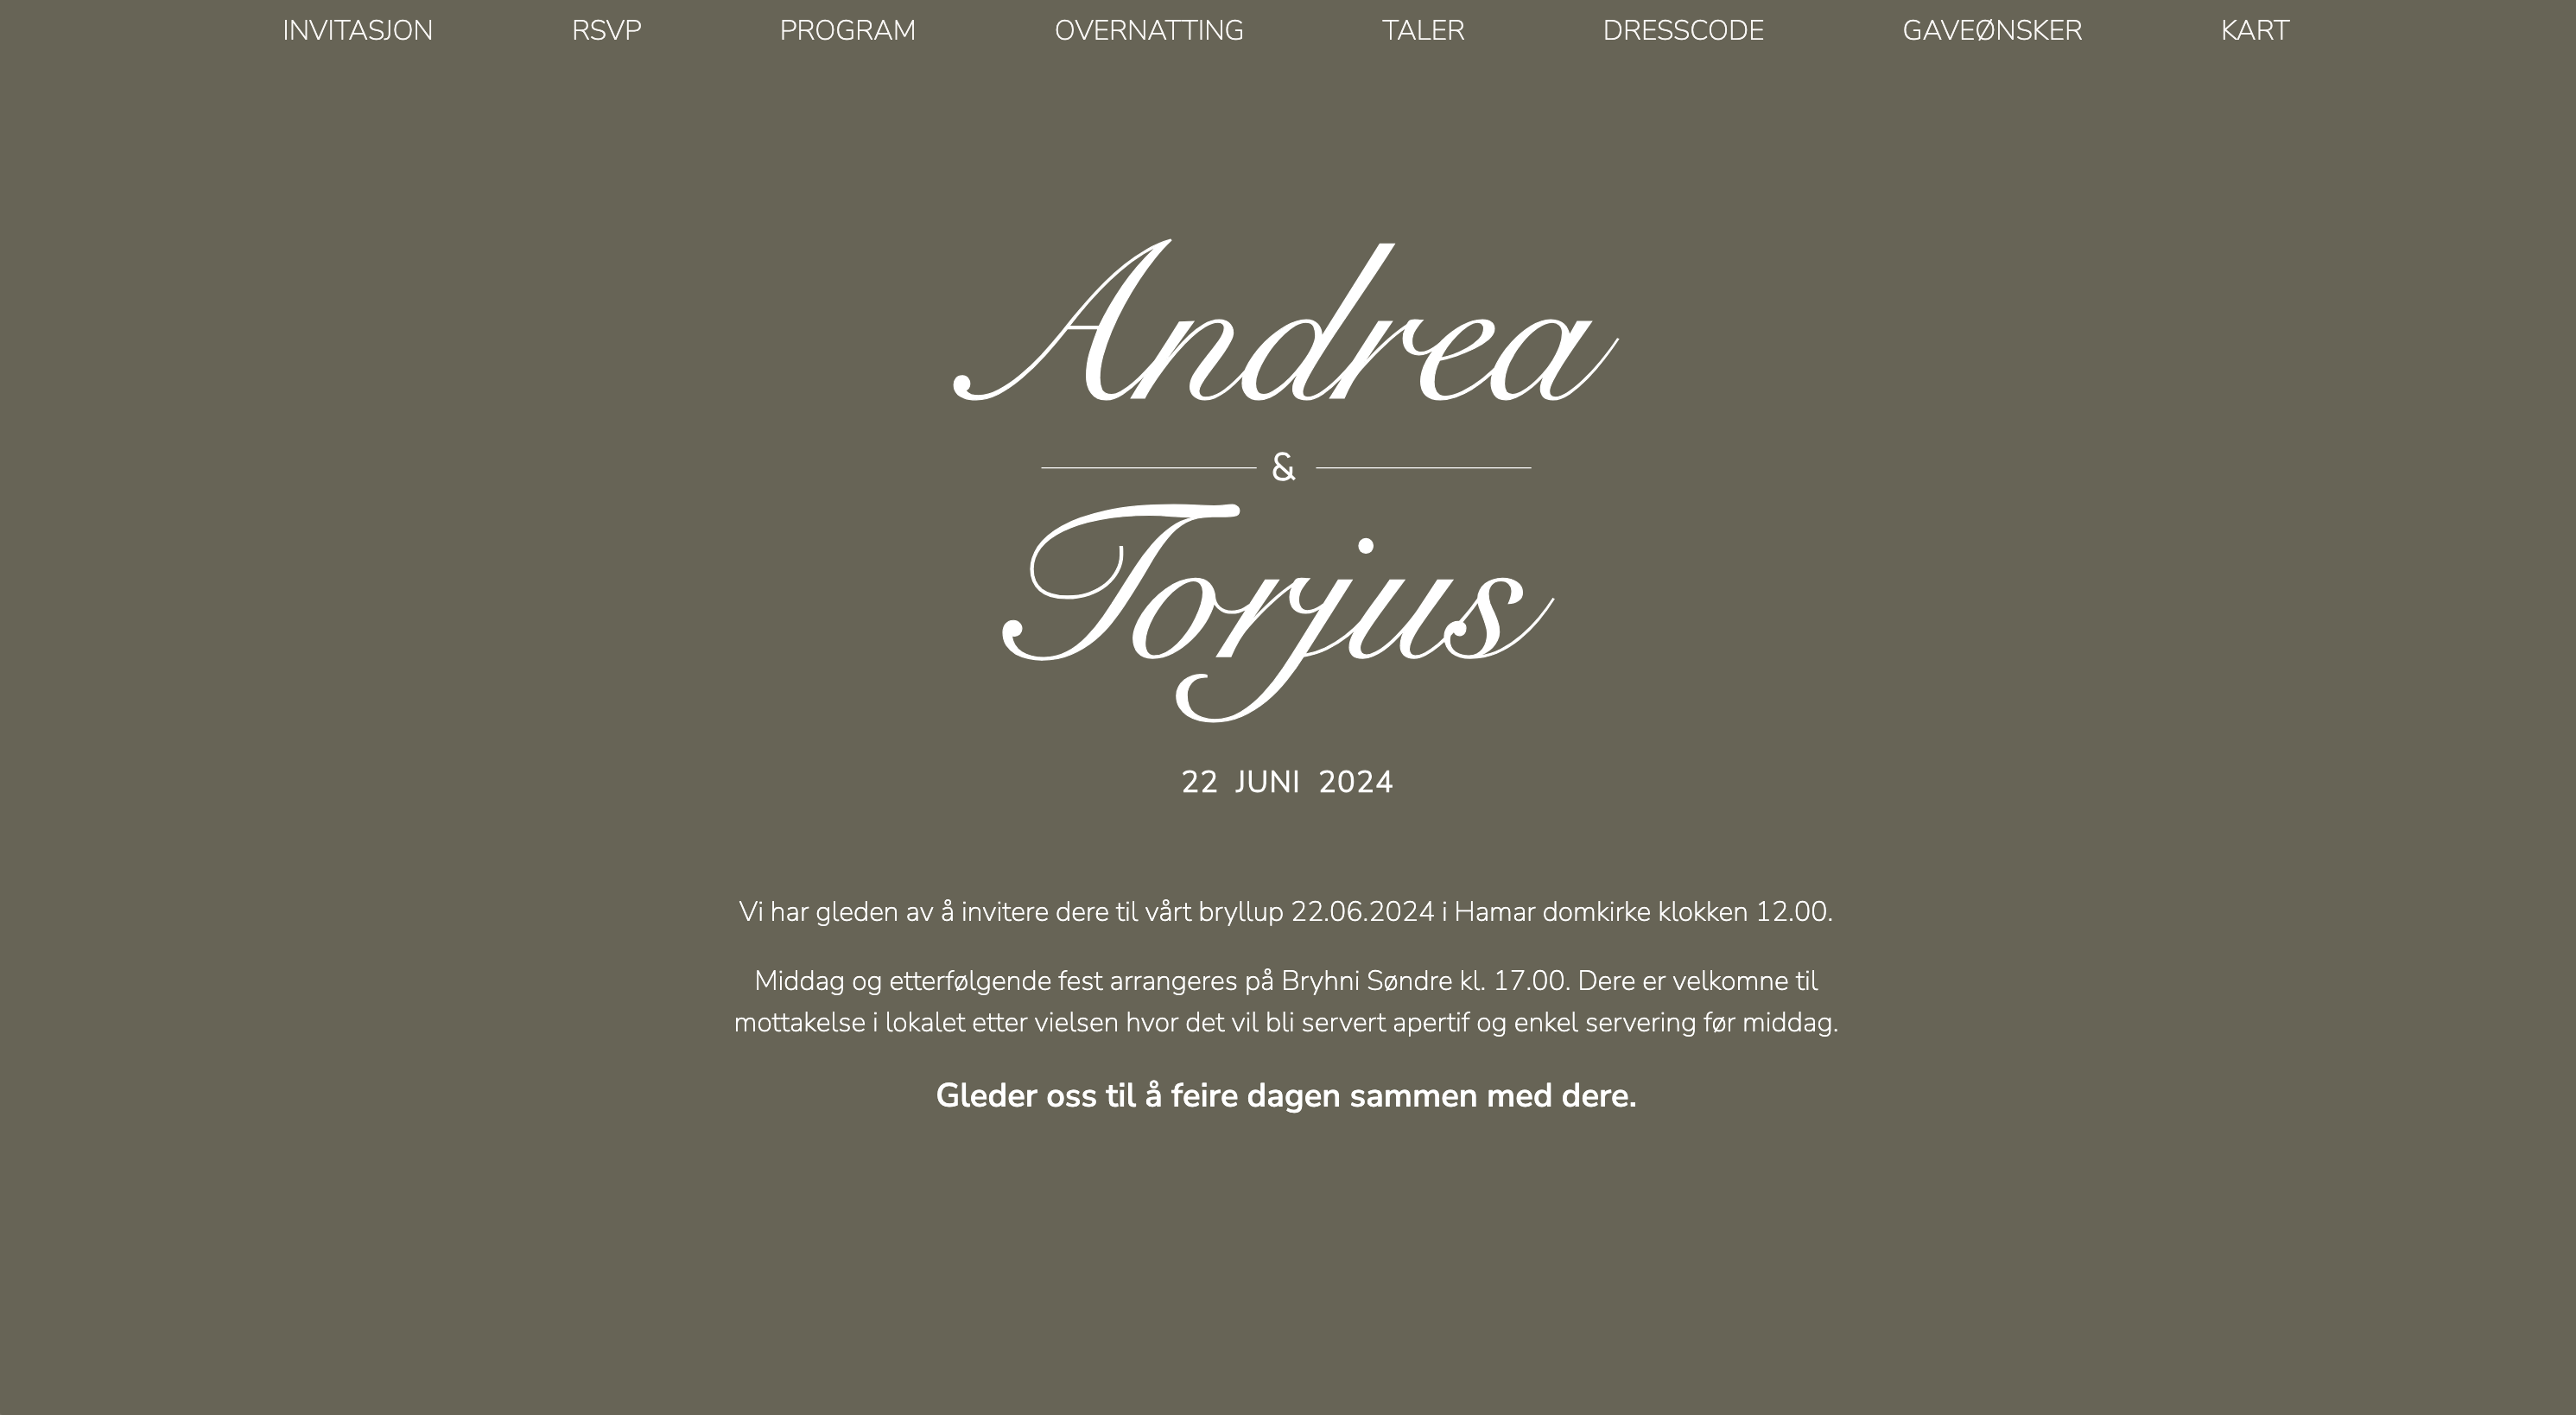 INVITASJON RSVP PROGRAM OVERNATTING TALER DRESSCODE GAVEØNSKER KART
Andrea
&
Torjus
22 JUNI 2024
Vi har gleden av å invitere dere til vårt bryllup 22.06.2024 i Hamar domkirke klokken 12.00.
Middag og etterfølgende fest arrangeres på Bryhni Søndre kl. 17.00. Dere er velkomne til
mottakelse i lokalet etter vielsen hvor det vil bli servert apertif og enkel servering før middag.
Gleder oss til å feire dagen sammen med dere.